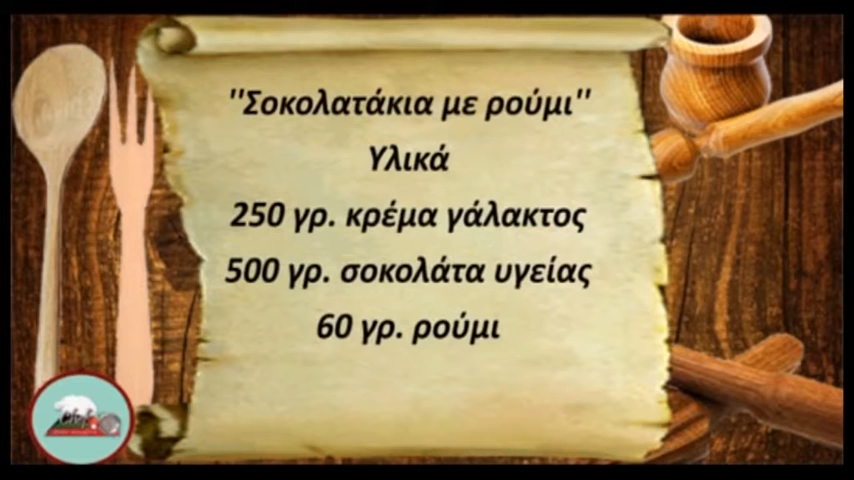 "Σοκολατάκια με ρούμι"
Υλικά
250 γρ. κρέμα γάλακτος
500 γρ. σοκολάτα υγείας
60 γρ. ρούμι